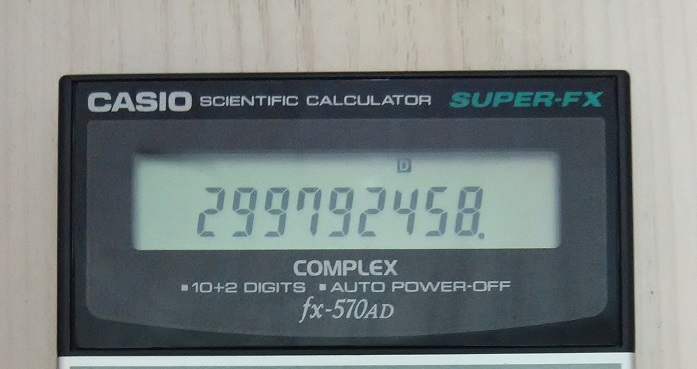 CASIO SCIENTIFIC CALCULATOR SUPER-FX
D
299792458.
COMPLEX
▪10+2 DIGITS ▪AUTO POWER-OFF
fx-570AD